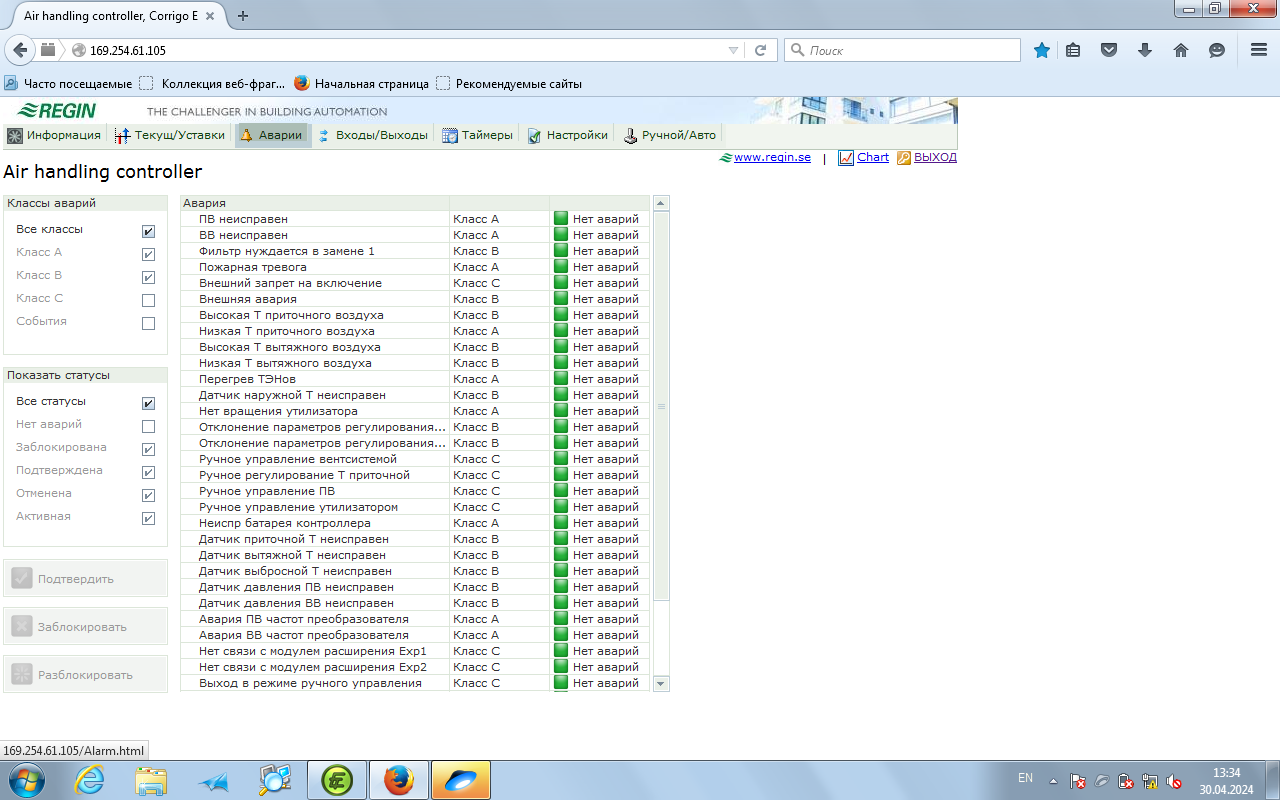 Air handling controller, Corrigo E
169.254.61.105
Поиск
Часто посещаемые Коллекция веб-фраг... Начальная страница Рекомендуемые сайты
REGIN THE CHALLENGER IN BUILDING AUTOMATION
Информация Текущ/Уставки Аварии Входы/Выходы Таймеры Настройки Ручной/Авто
www.regin.se | Chart ВЫХОД
Air handling controller
Классы аварий
Все классы
Класс A
Класс B
Класс C
События
Показать статусы
Все статусы
Нет аварий
Заблокирована
Подтверждена
Отменена
Активная
Подтвердить
Заблокировать
Разблокировать
Авария
ПВ неисправен Класс A Нет аварий
ВВ неисправен Класс A Нет аварий
Фильтр нуждается в замене 1 Класс B Нет аварий
Пожарная тревога Класс A Нет аварий
Внешний запрет на включение Класс C Нет аварий
Внешняя авария Класс B Нет аварий
Высокая Т приточного воздуха Класс B Нет аварий
Низкая Т приточного воздуха Класс A Нет аварий
Высокая Т вытяжного воздуха Класс B Нет аварий
Низкая Т вытяжного воздуха Класс B Нет аварий
Перегрев ТЭНов Класс A Нет аварий
Датчик наружной Т неисправен Класс B Нет аварий
Нет вращения утилизатора Класс A Нет аварий
Отклонение параметров регулирования... Класс B Нет аварий
Отклонение параметров регулирования... Класс B Нет аварий
Ручное управление вентсистемой Класс C Нет аварий
Ручное регулирование Т приточной Класс C Нет аварий
Ручное управление ПВ Класс C Нет аварий
Ручное управление утилизатором Класс C Нет аварий
Неиспр батарея контроллера Класс A Нет аварий
Датчик приточной Т неисправен Класс B Нет аварий
Датчик вытяжной Т неисправен Класс B Нет аварий
Датчик выбросной Т неисправен Класс B Нет аварий
Датчик давления ПВ неисправен Класс B Нет аварий
Датчик давления ВВ неисправен Класс B Нет аварий
Авария ПВ частот преобразователя Класс A Нет аварий
Авария ВВ частот преобразователя Класс A Нет аварий
Нет связи с модулем расширения Exp1 Класс C Нет аварий
Нет связи с модулем расширения Exp2 Класс C Нет аварий
Выход в режиме ручного управления Класс C Нет аварий
169.254.61.105/Alarm.html
EN
13:34
30.04.2024